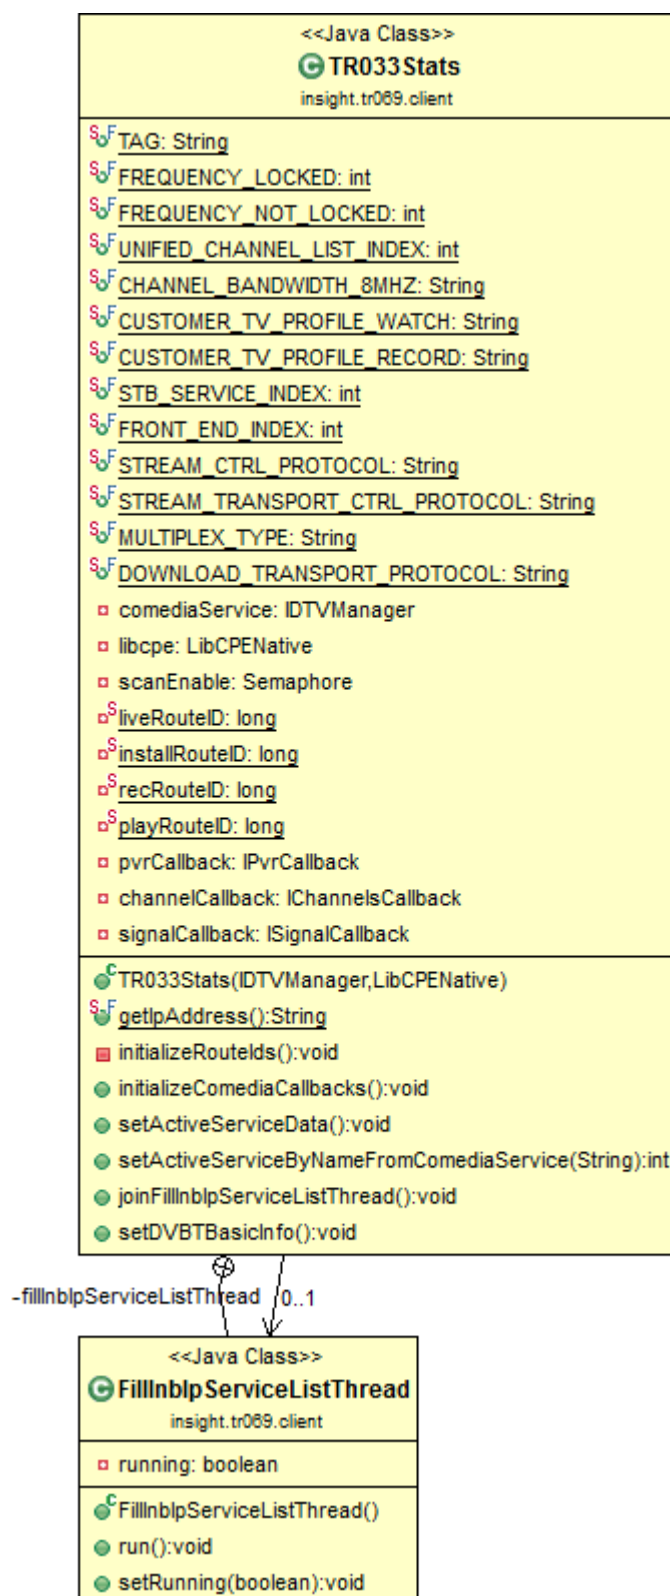 <<Java Class>>
TR033Stats
insight.tr069.client
TAG: String
FREQUENCY_LOCKED: int
FREQUENCY_NOT_LOCKED: int
UNIFIED_CHANNEL_LIST_INDEX: int
CHANNEL_BANDWIDTH_8MHZ: String
CUSTOMER_TV_PROFILE_WATCH: String
CUSTOMER_TV_PROFILE_RECORD: String
STB_SERVICE_INDEX: int
FRONT_END_INDEX: int
STREAM_CTRL_PROTOCOL: String
STREAM_TRANSPORT_CTRL_PROTOCOL: String
MULTIPLEX_TYPE: String
DOWNLOAD_TRANSPORT_PROTOCOL: String
comediaService: IDTVManager
libcpe: LibCPENative
scanEnable: Semaphore
liveRouteID: long
installRouteID: long
recRouteID: long
playRouteID: long
pvrCallback: IPvrCallback
channelCallback: IChannelsCallback
signalCallback: ISignalCallback
TR033Stats(IDTVManager,LibCPENative)
getIpAddress():String
initializeRouteIds():void
initializeComediaCallbacks():void
setActiveServiceData():void
setActiveServiceByNameFromComediaService(String):int
joinFillInbIpServiceListThread():void
setDVBTBasicInfo():void
-fillInbIpServiceListThread 0..1
<<Java Class>>
FillInbIpServiceListThread
insight.tr069.client
running: boolean
FillInbIpServiceListThread()
run():void
setRunning(boolean):void